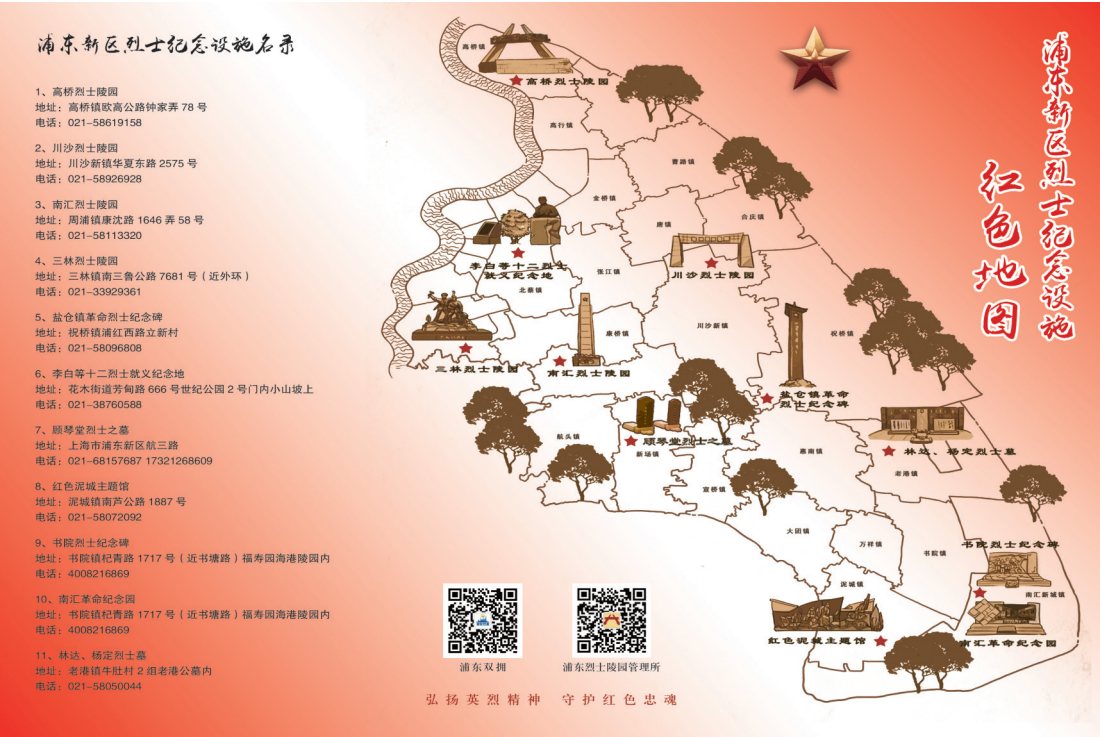 浦东新区烈士纪念设施名录
1、高桥烈士陵园
地址：高桥镇欧高公路钟家弄 78 号
电话：021-58619158
2、川沙烈士陵园
地址：川沙新镇华夏东路 2575 号
电话：021-58926928
3、南汇烈士陵园
地址：周浦镇康沈路 1646 弄 58 号
电话：021-58113320
4、三林烈士陵园
地址：三林镇南三鲁公路 7681 号（近外环）
电话：021-33929361
5、盐仓镇革命烈士纪念碑
地址：祝桥镇浦红西路立新村
电话：021-58096808
6、李白等十二烈士就义纪念地
地址：花木街道芳甸路 666 号世纪公园 2 号门内小山坡上
电话：021-38760588
7、顾琴堂烈士之墓
地址：上海市浦东新区航三路
电话：021-68157687 17321268609
8、红色泥城主题馆
地址：泥城镇南芦公路 1887 号
电话：021-58072092
9、书院烈士纪念碑
地址：书院镇杞青路 1717 号（近书塘路）福寿园海港陵园内
电话：4008216869
10、南汇革命纪念园
地址：书院镇杞青路 1717 号（近书塘路）福寿园海港陵园内
电话：4008216869
11、林达、杨定烈士墓
地址：老港镇牛肚村 2 组老港公墓内
电话：021-58050044
浦东新区烈士纪念设施
红色地图
高桥镇
高桥烈士陵园
高行镇
曹路镇
金桥镇
唐镇
合庆镇
李白等十二烈士
就义纪念地
张江镇
川沙烈士陵园
北蔡镇
康桥镇
川沙新镇
祝桥镇
三林烈士陵园
南汇烈士陵园
盐仓镇革命
烈士纪念碑
航头镇
顾琴堂烈士之墓
新场镇
惠南镇
林达、杨定烈士墓
老港镇
宣桥镇
大团镇
万祥镇
书院镇
书院烈士纪念碑
泥城镇
南汇新城镇
红色泥城主题馆
南汇革命纪念园
浦东双拥
浦东烈士陵园管理所
弘扬英烈精神 守护红色忠魂